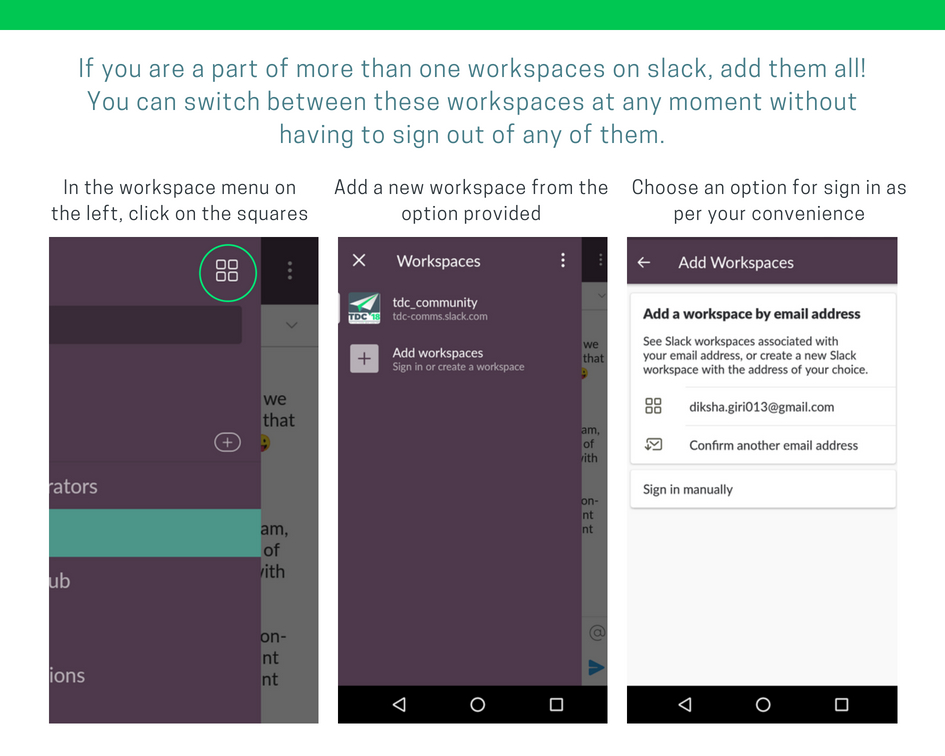 If you are a part of more than one workspaces on slack, add them all!
You can switch between these workspaces at any moment without
having to sign out of any of them.
In the workspace menu on
the left, click on the squares
Add a new workspace from the
option provided
Choose an option for sign in as
per your convenience
we
that
rators
am,
of
vith
ub
on-
nt
ions
nt
Workspaces
TDC '18
tdc_community
tdc-comms.slack.com
Add workspaces
Sign in or create a workspace
we
that
am,
of
vith
on-
nt
nt
@
Add Workspaces
Add a workspace by email address
See Slack workspaces associated with
your email address, or create a new Slack
workspace with the address of your choice.
diksha.giri013@gmail.com
Confirm another email address
Sign in manually